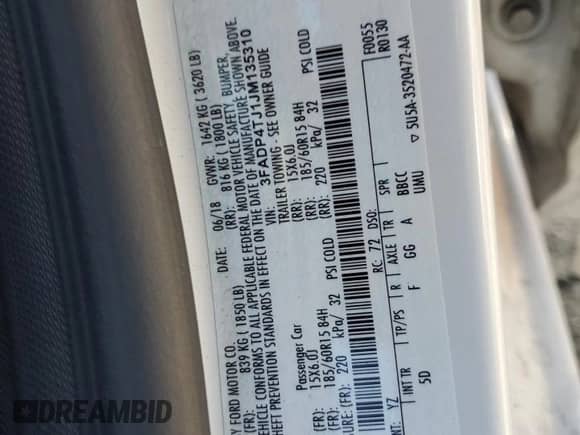 Y FORD MOTOR CO.
DATE: 06/18 GVWR: 1642 KG ( 3620 LB)
(FR): 839 KG ( 1850 LB) (RR): 816 KG ( 1800 LB)
VEHICLE CONFORMS TO ALL APPLICABLE FEDERAL MOTOR VEHICLE SAFETY, BUMPER,
THEFT PREVENTION STANDARDS IN EFFECT ON THE DATE OF MANUFACTURE SHOWN ABOVE.
VIN: 3FADP4TJ1JM135310
Passenger Car TRAILER TOWING - SEE OWNER GUIDE
(FR): 15X6.0J (RR): 15X6.0J
(FR): 185/60R15 84H (RR): 185/60R15 84H
(FR): 220 kPa/ 32 PSI COLD (RR): 220 kPa/ 32 PSI COLD
F0055
RC: 72 DSO: R0130
YZ
INT TR TP/PS R AXLE TR SPR
5D F GG A BBCC UMU
▽ 5U5A-3520472-AA
DREAMBID